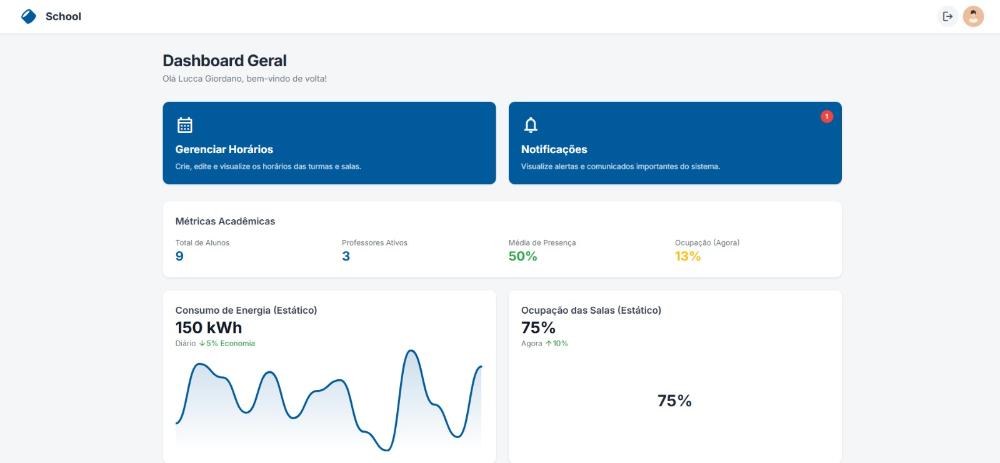 School
Dashboard Geral
Olá Lucca Giordano, bem-vindo de volta!
Gerenciar Horários
Crie, edite e visualize os horários das turmas e salas.
1
Notificações
Visualize alertas e comunicados importantes do sistema.
Métricas Acadêmicas
Total de Alunos
9
Professores Ativos
3
Média de Presença
50%
Ocupação (Agora)
13%
Consumo de Energia (Estático)
150 kWh
Diário ↓5% Economia
Ocupação das Salas (Estático)
75%
Agora ↑10%
75%